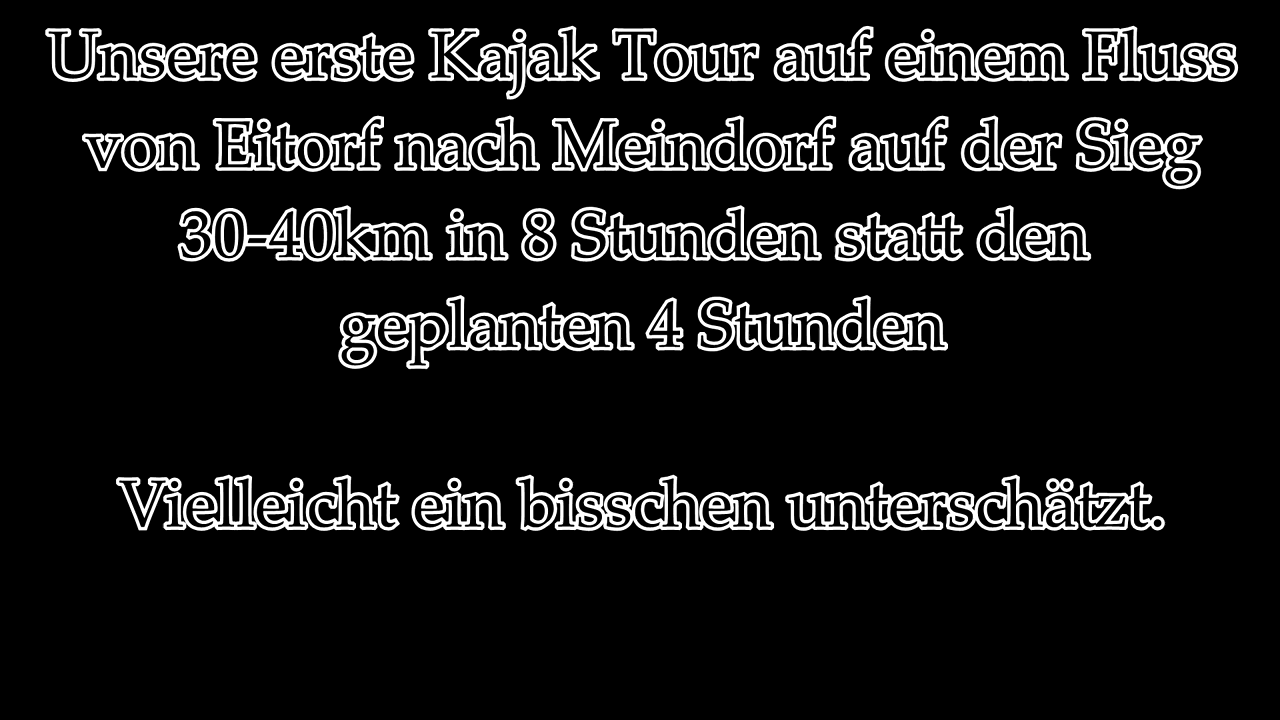 Unsere erste Kajak Tour auf einem Fluss
von Eitorf nach Meindorf auf der Sieg
30-40km in 8 Stunden statt den
geplanten 4 Stunden
Vielleicht ein bisschen unterschätzt.